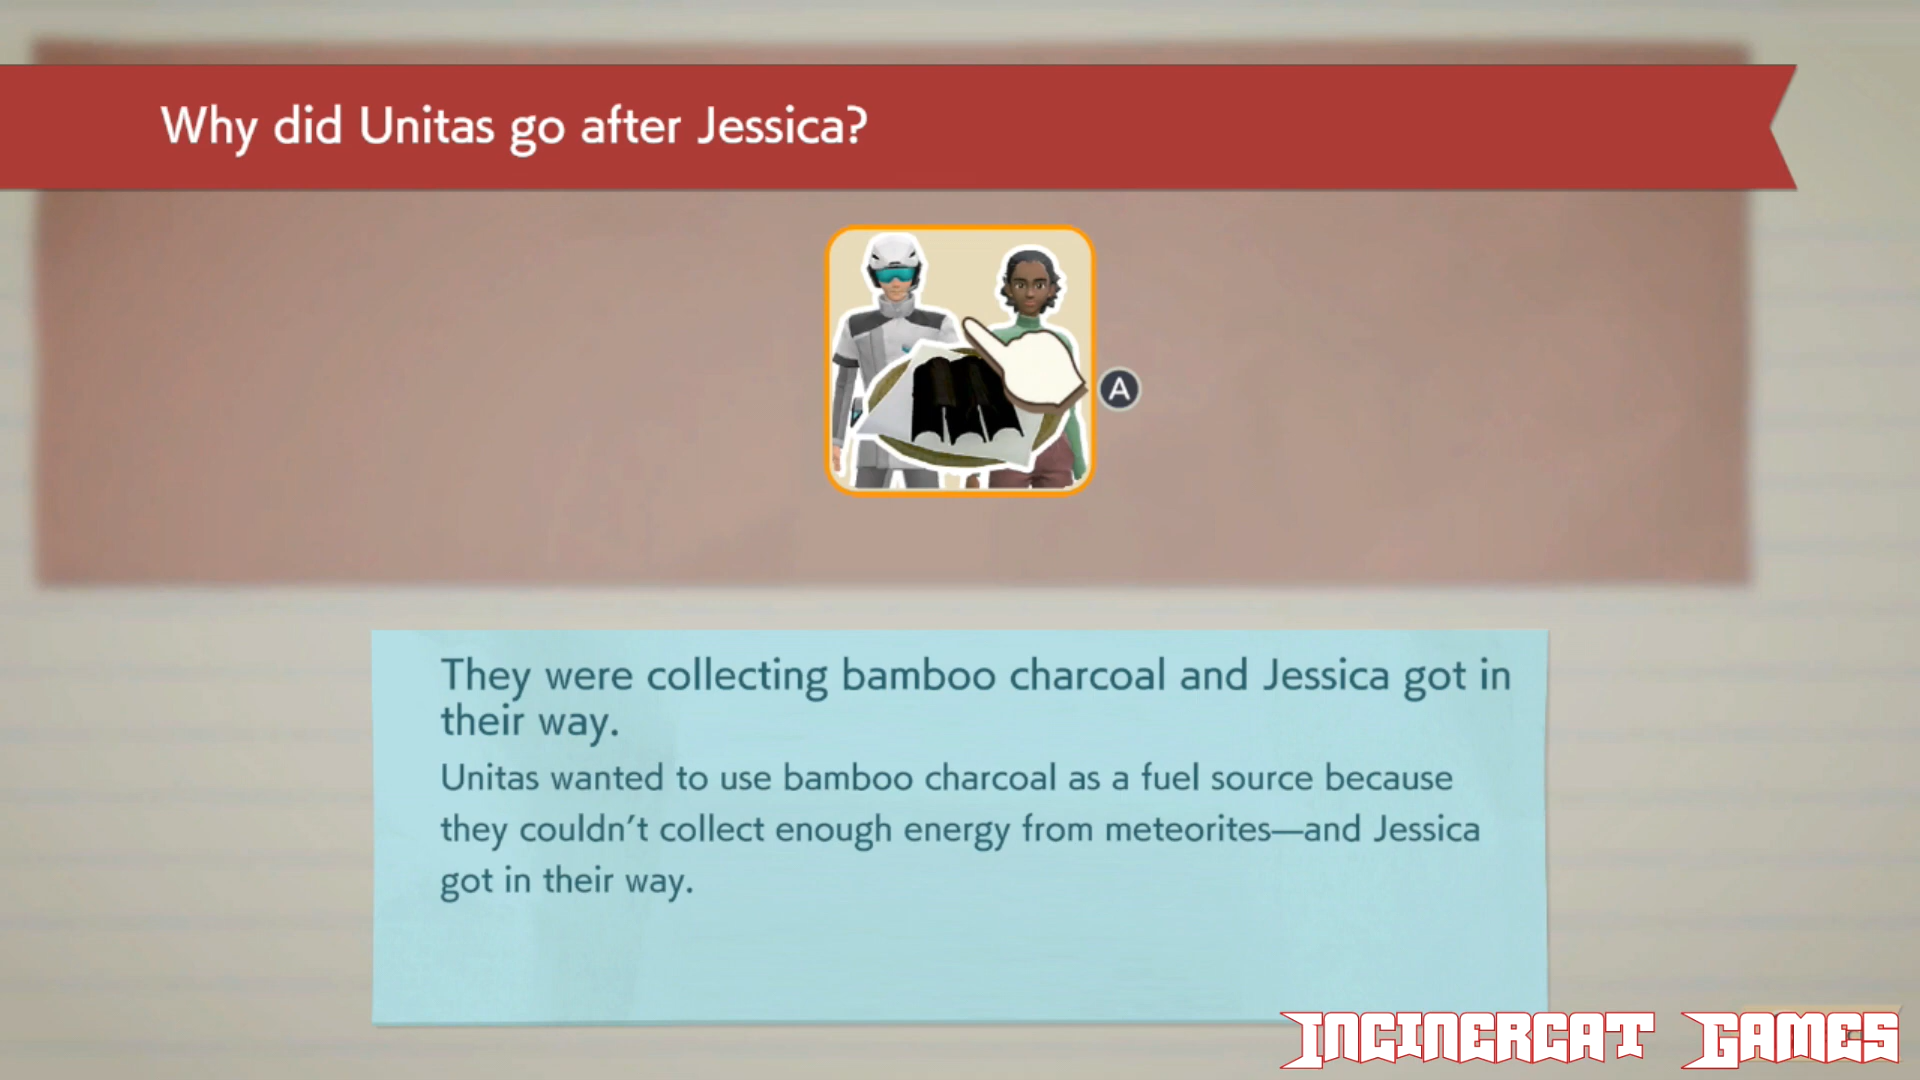 Why did Unitas go after Jessica?
A
They were collecting bamboo charcoal and Jessica got in
their way.
Unitas wanted to use bamboo charcoal as a fuel source because
they couldn't collect enough energy from meteorites—and Jessica
got in their way.
INCINERCAT GAMES